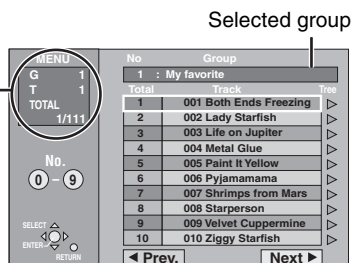 Selected group
MENU
G 1
T 1
TOTAL
1/111
No.
0 - 9
SELECT
ENTER
RETURN
No Group
1 : My favorite
Total Track Tree
1 001 Both Ends Freezing
2 002 Lady Starfish
3 003 Life on Jupiter
4 004 Metal Glue
5 005 Paint It Yellow
6 006 Pyjamamama
7 007 Shrimps from Mars
8 008 Starperson
9 009 Velvet Cuppermine
10 010 Ziggy Starfish
Prev. Next